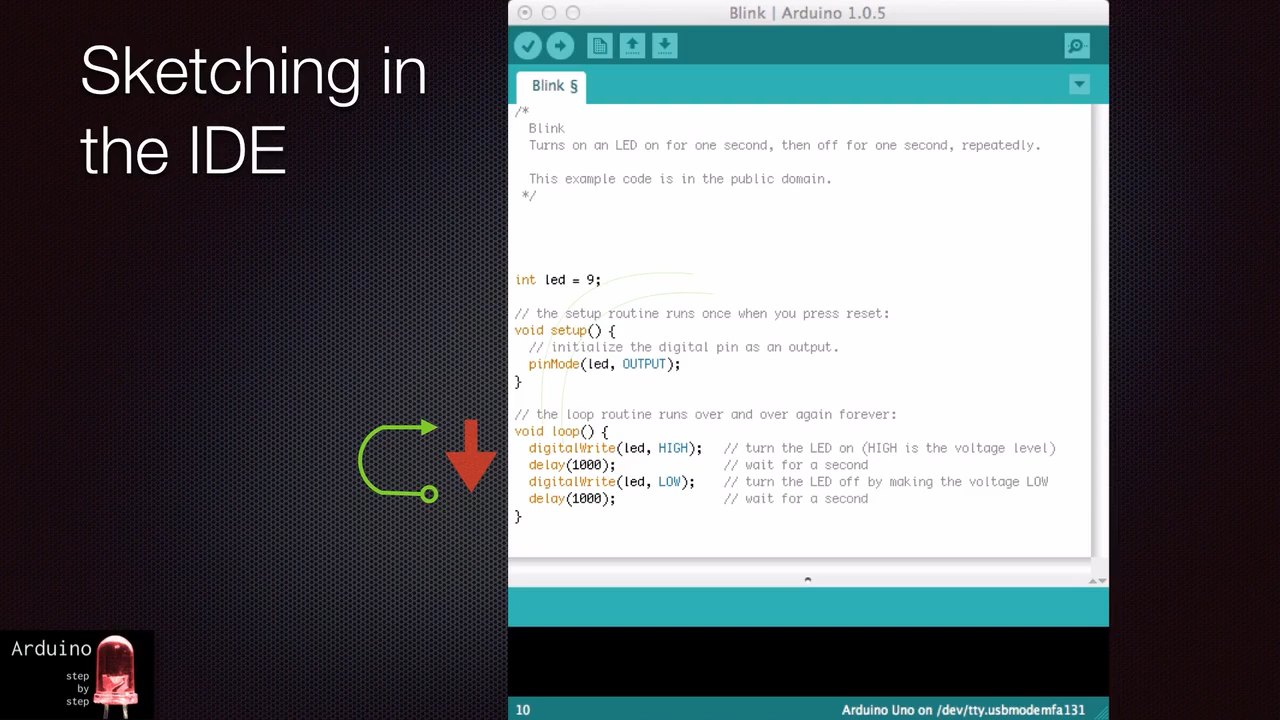 Sketching in
the IDE
Blink | Arduino 1.0.5
Blink §
/*
Blink
Turns on an LED on for one second, then off for one second, repeatedly.
This example code is in the public domain.
*/
int led = 9;
// the setup routine runs once when you press reset:
void setup() {
// initialize the digital pin as an output.
pinMode(led, OUTPUT);
}
// the loop routine runs over and over again forever:
void loop() {
digitalWrite(led, HIGH);   // turn the LED on (HIGH is the voltage level)
delay(1000);               // wait for a second
digitalWrite(led, LOW);    // turn the LED off by making the voltage LOW
delay(1000);               // wait for a second
}
Arduino
step
by
step
10
Arduino Uno on /dev/tty.usbmodemfa131